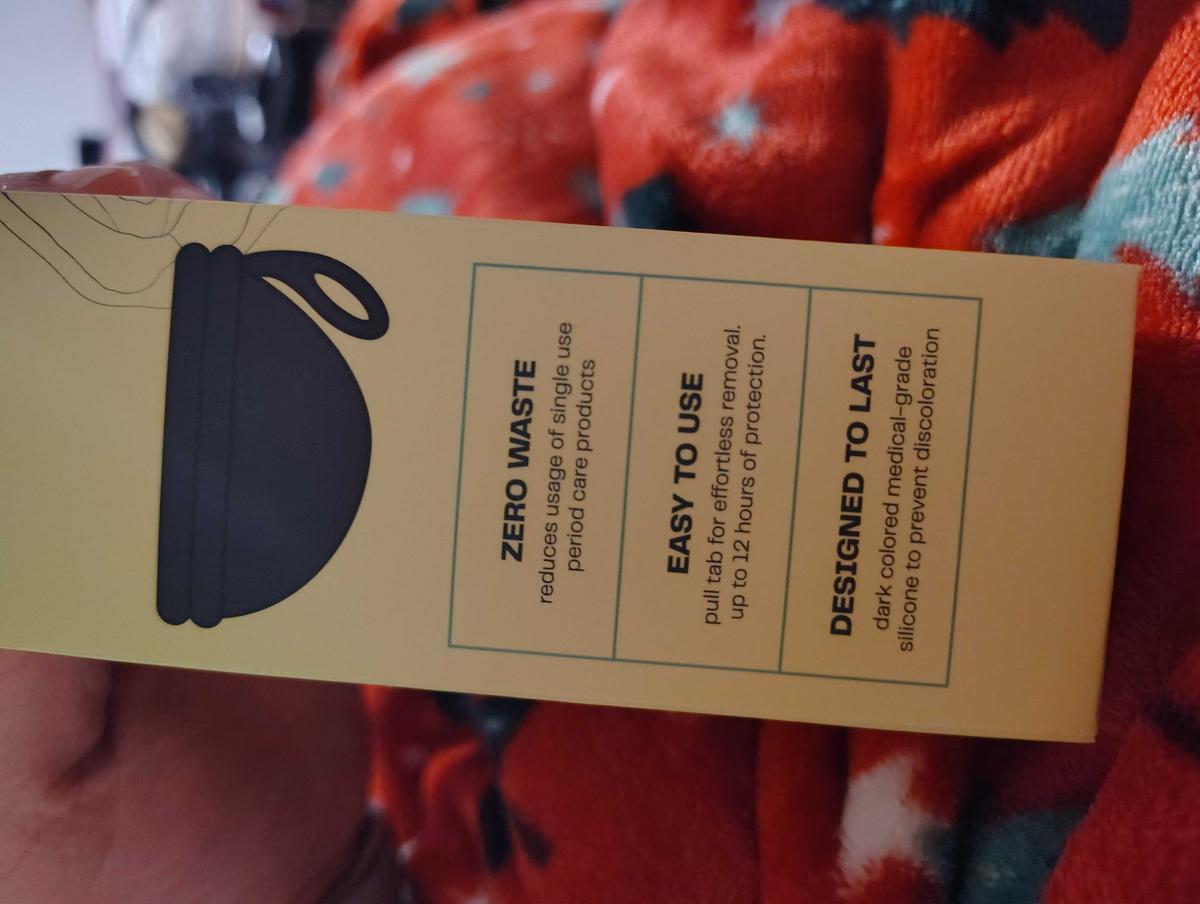 ZERO WASTE
reduces usage of single use
period care products
EASY TO USE
pull tab for effortless removal.
up to 12 hours of protection.
DESIGNED TO LAST
dark colored medical-grade
silicone to prevent discoloration